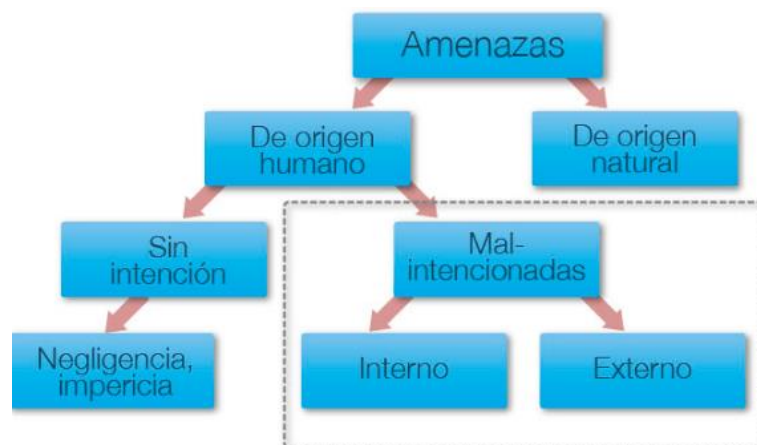 Amenazas
De origen
humano
De origen
natural
Sin
intención
Mal-
intencionadas
Negligencia,
impericia
Interno
Externo